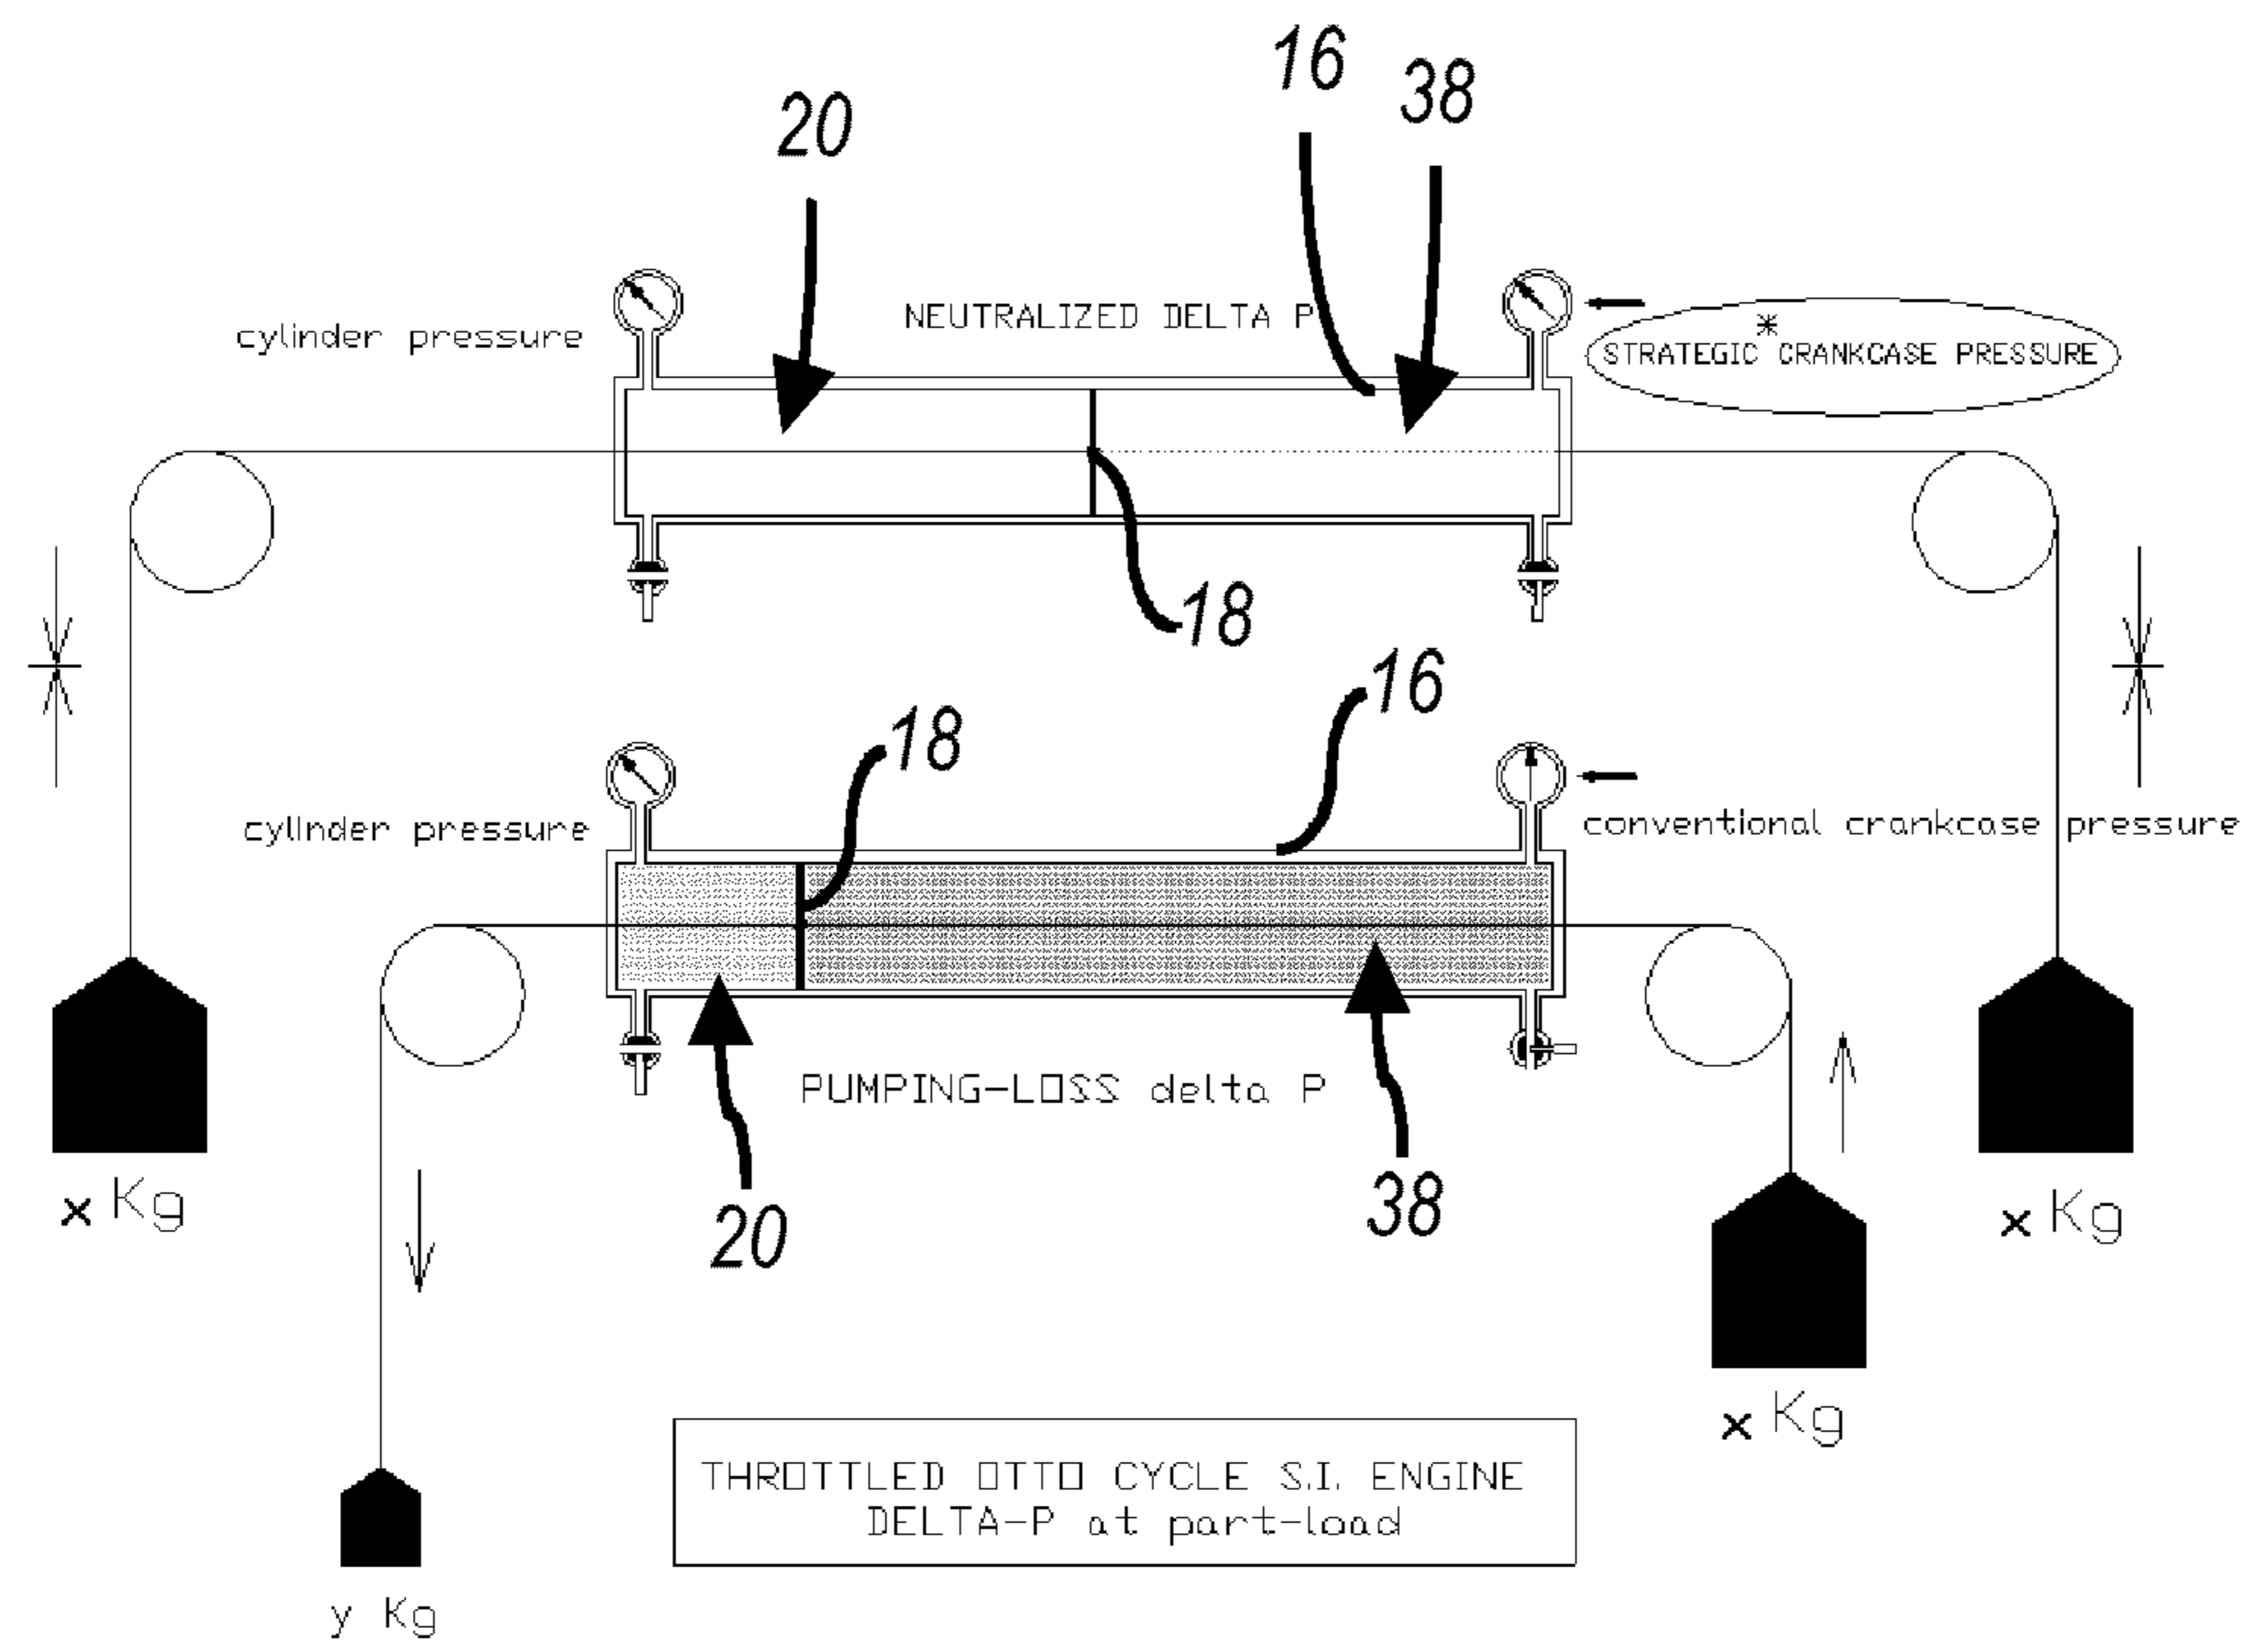 16
38
20
cylinder pressure
NEUTRALIZED DELTA P
*
STRATEGIC CRANKCASE PRESSURE
18
16
18
cylinder pressure
conventional crankcase pressure
PUMPING-LOSS delta P
x Kg
20
38
x Kg
x Kg
THROTTLED OTTO CYCLE S.I. ENGINE
DELTA-P at part-load
y Kg